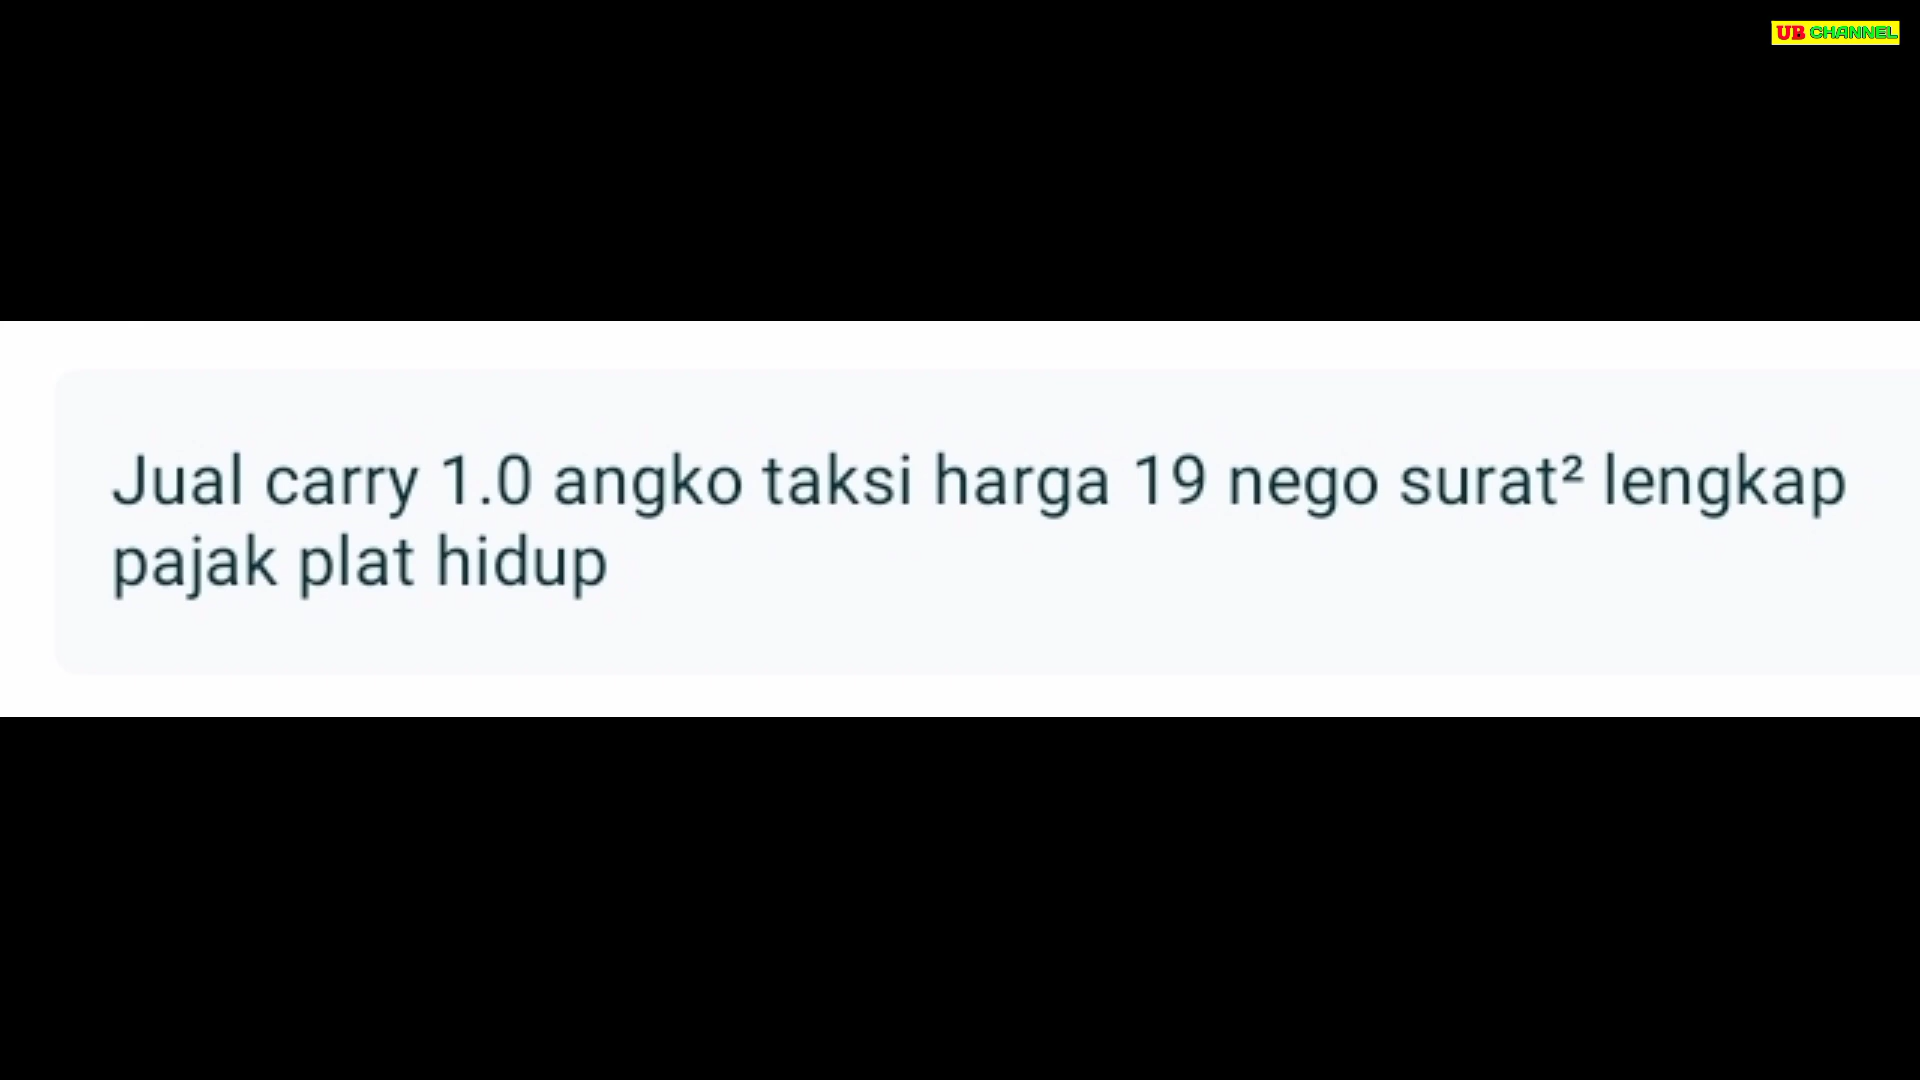 UB CHANNEL
Jual carry 1.0 angko taksi harga 19 nego surat² lengkap
pajak plat hidup